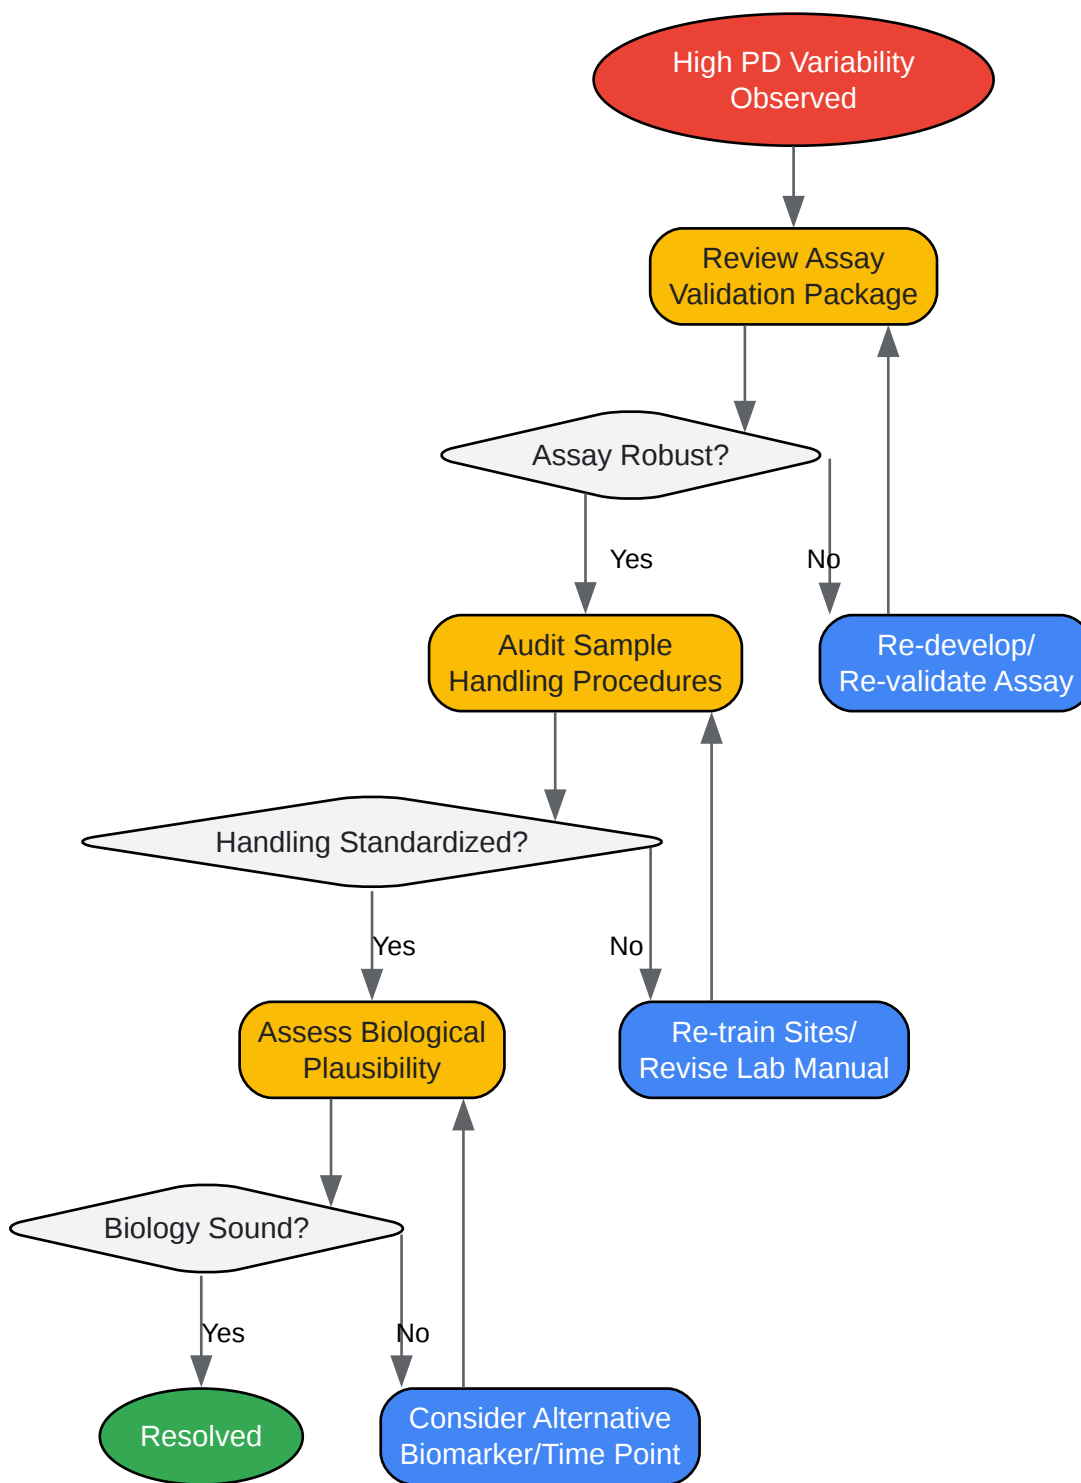 High PD Variability
Observed
Review Assay
Validation Package
Assay Robust?
Yes
No
Audit Sample
Handling Procedures
Re-develop/
Re-validate Assay
Handling Standardized?
Yes
No
Assess Biological
Plausibility
Re-train Sites/
Revise Lab Manual
Biology Sound?
Yes
No
Resolved
Consider Alternative
Biomarker/Time Point